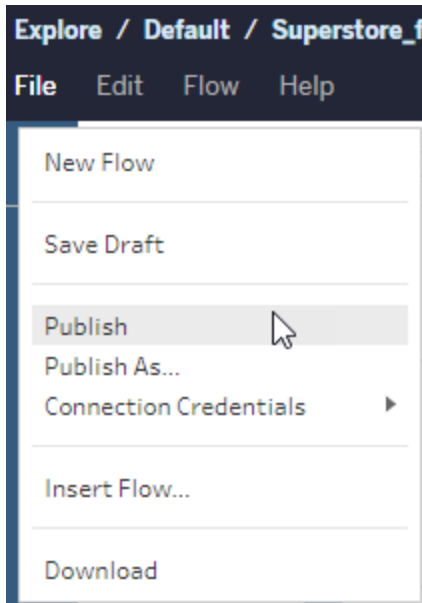 Explore / Default / Superstore_f
File Edit Flow Help
New Flow
Save Draft
Publish
Publish As...
Connection Credentials
Insert Flow...
Download